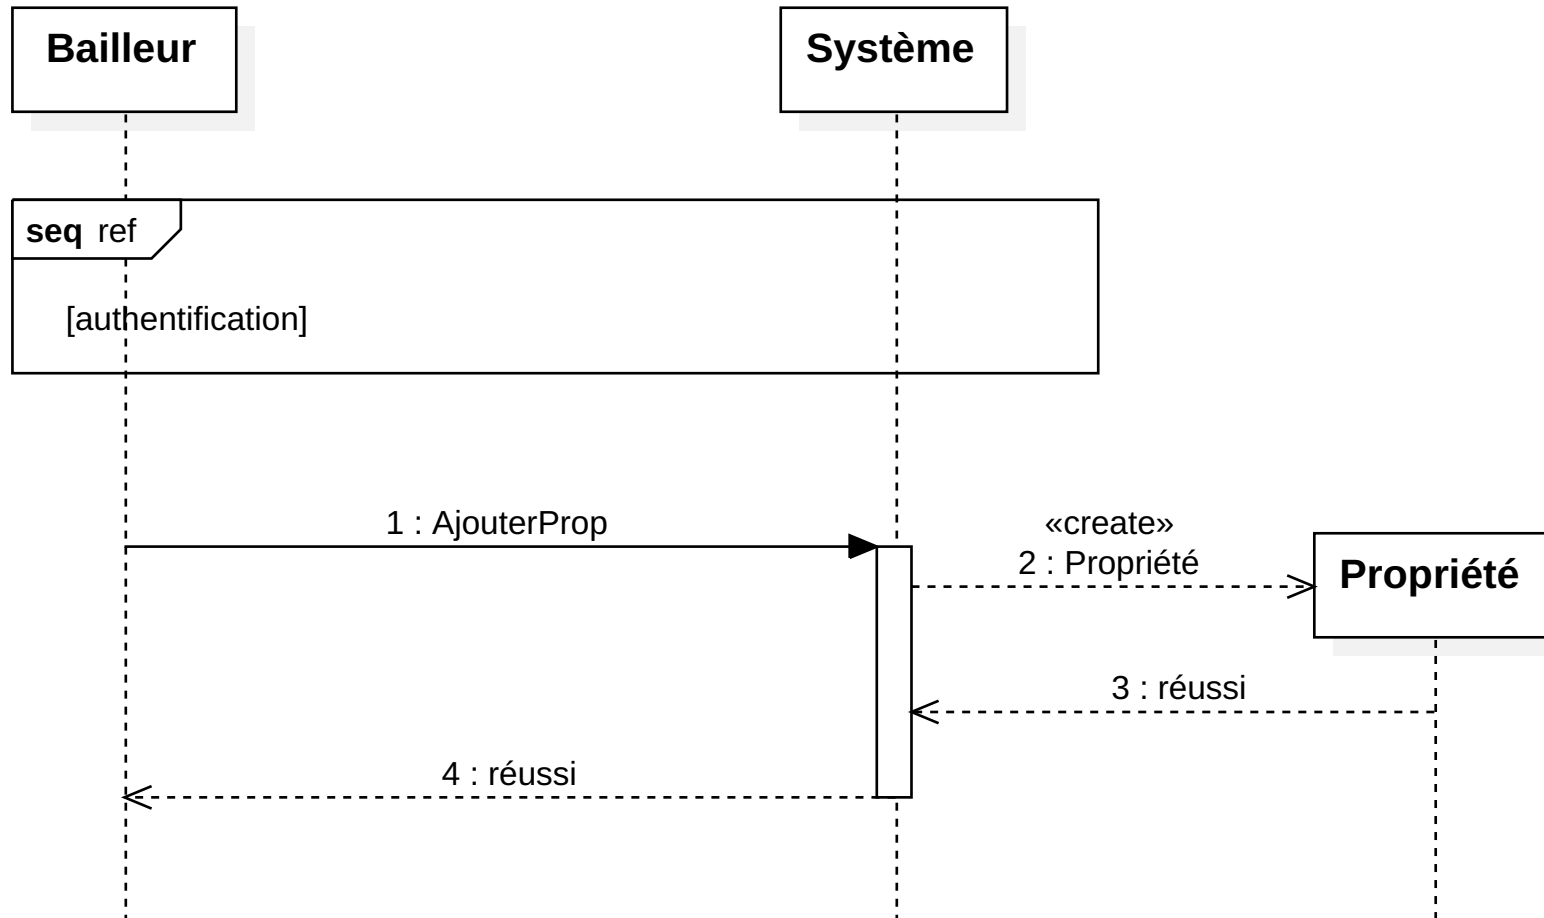 Bailleur
Système
seq ref
[authentification]
1 : AjouterProp
«create»
2 : Propriété
Propriété
3 : réussi
4 : réussi